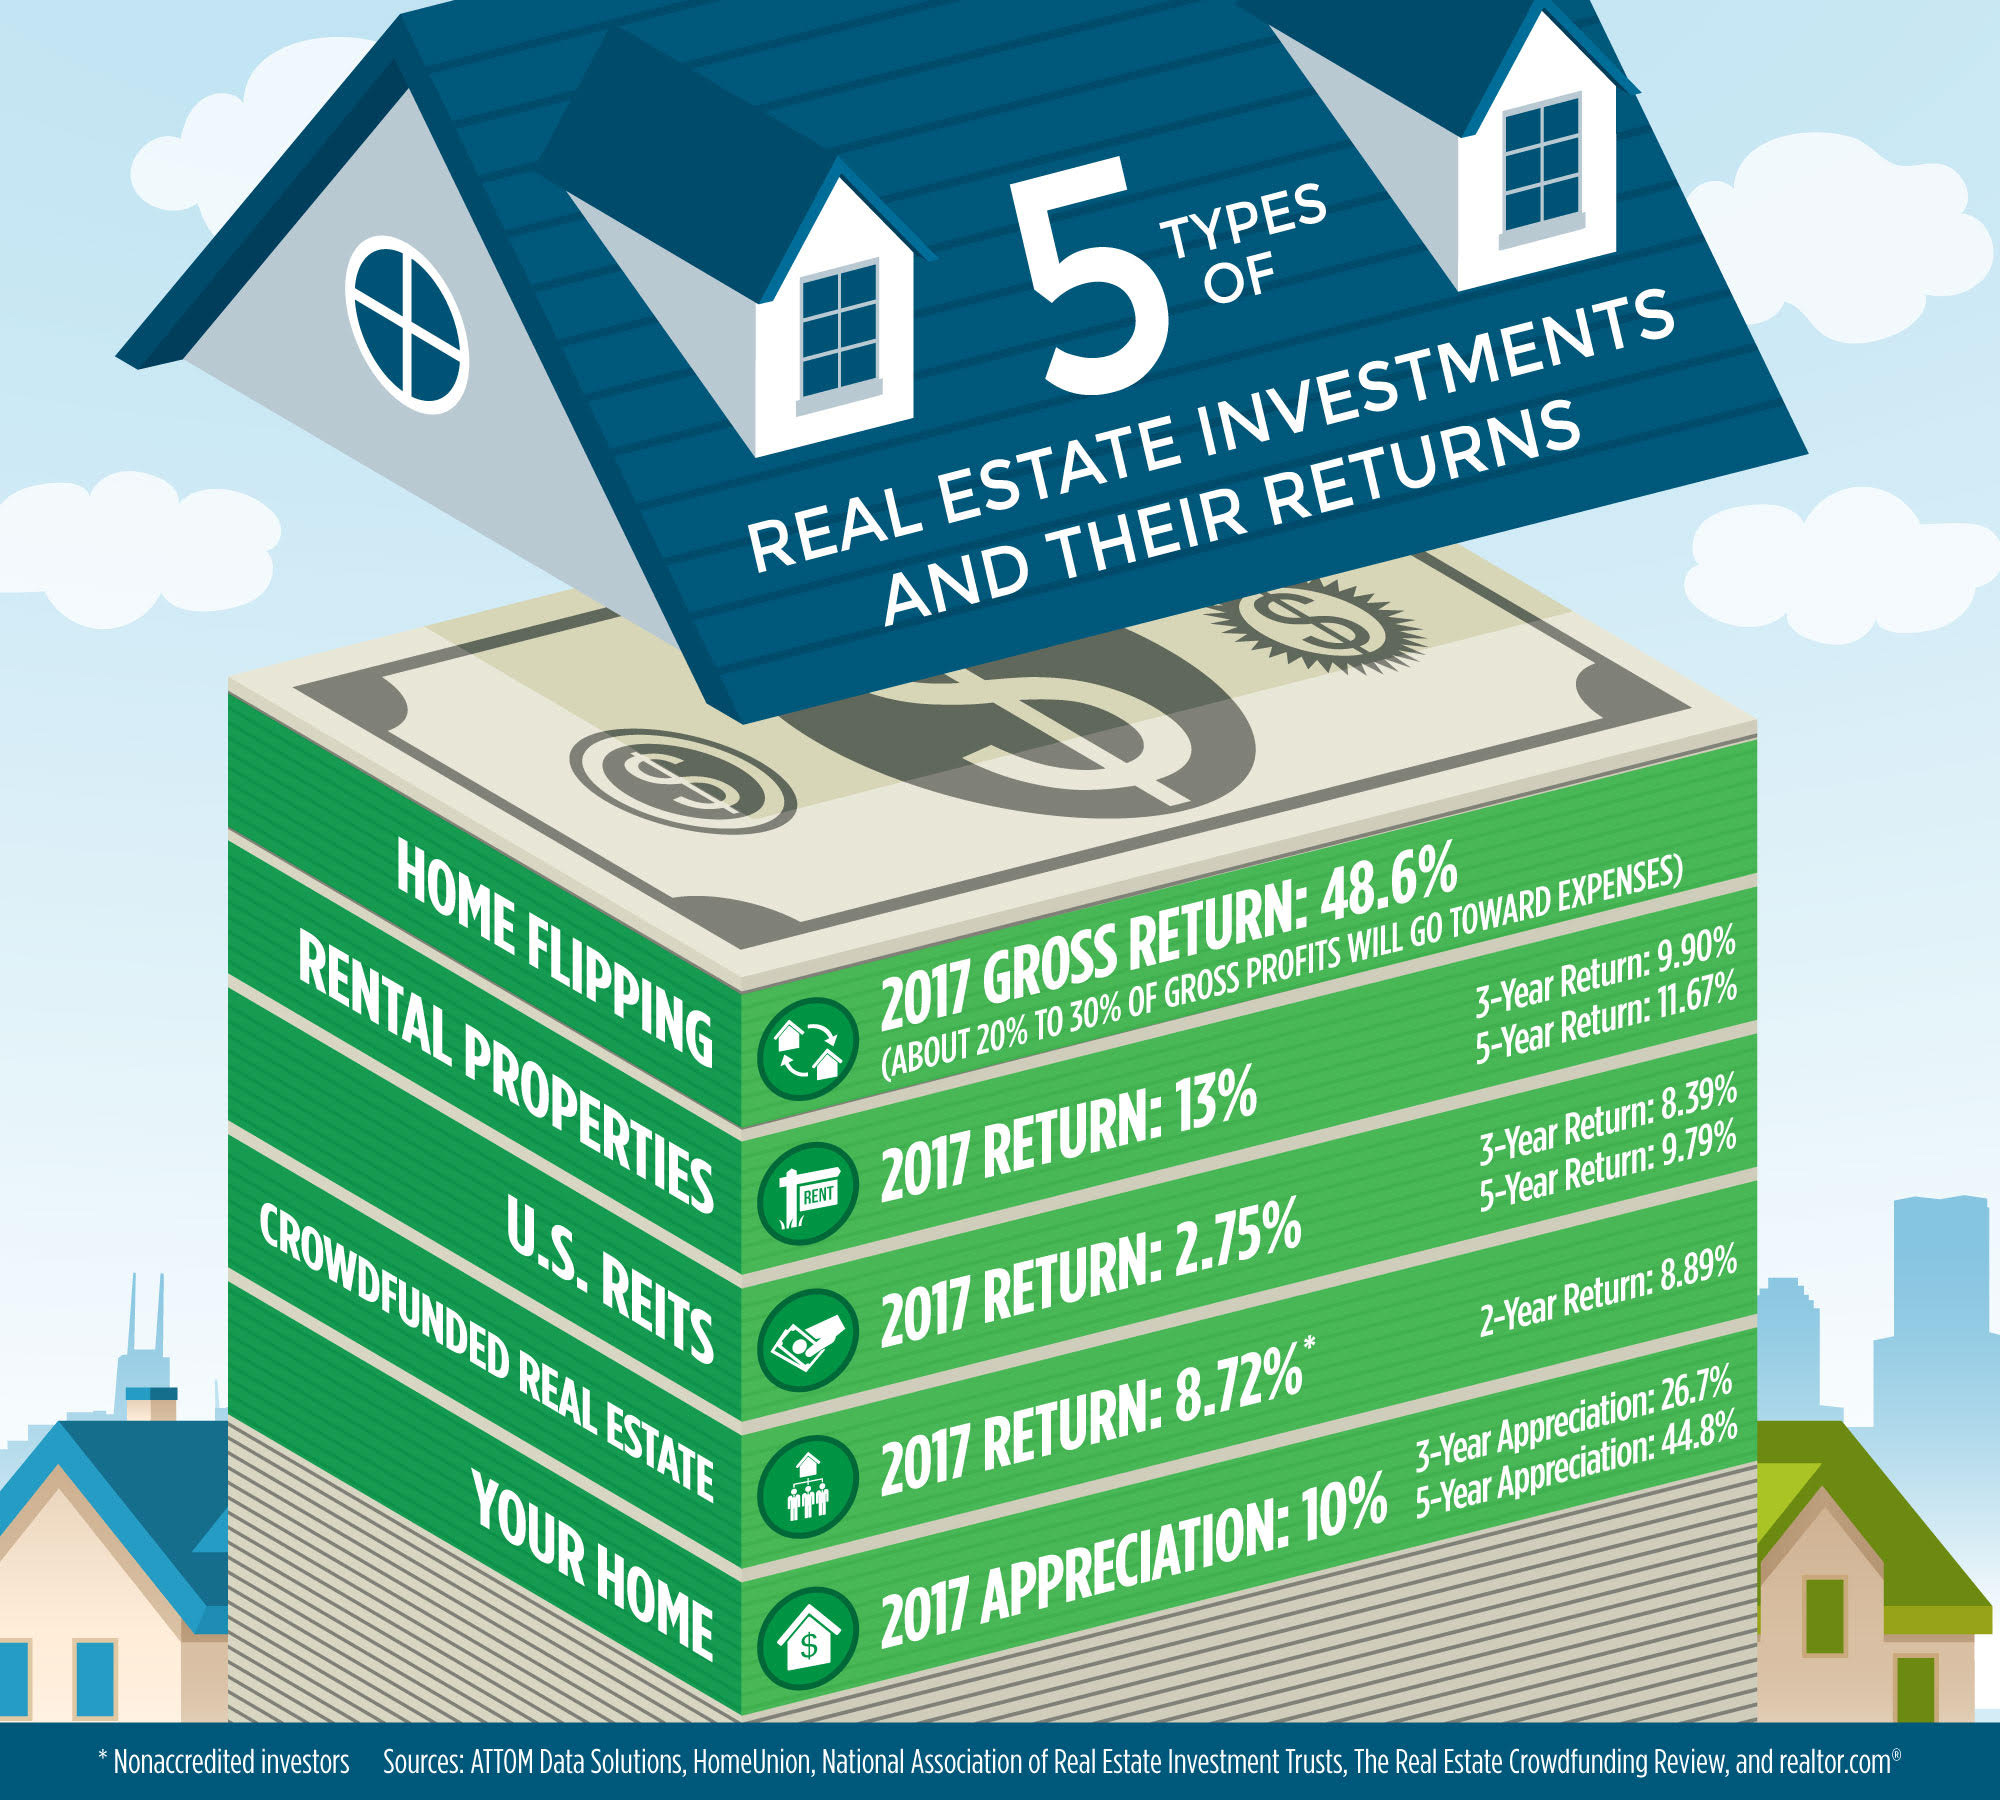 5 TYPES
OF
REAL ESTATE INVESTMENTS
AND THEIR RETURNS
HOME FLIPPING
2017 GROSS RETURN: 48.6%
(ABOUT 20% TO 30% OF GROSS PROFITS WILL GO TOWARD EXPENSES)
RENTAL PROPERTIES
RENT
2017 RETURN: 13%
3-Year Return: 9.90%
5-Year Return: 11.67%
U.S. REITS
2017 RETURN: 2.75%
3-Year Return: 8.39%
5-Year Return: 9.79%
CROWDFUNDED REAL ESTATE
2017 RETURN: 8.72%*
2-Year Return: 8.89%
YOUR HOME
$
2017 APPRECIATION: 10%
3-Year Appreciation: 26.7%
5-Year Appreciation: 44.8%
* Nonaccredited investors Sources: ATTOM Data Solutions, HomeUnion, National Association of Real Estate Investment Trusts, The Real Estate Crowdfunding Review, and realtor.com®